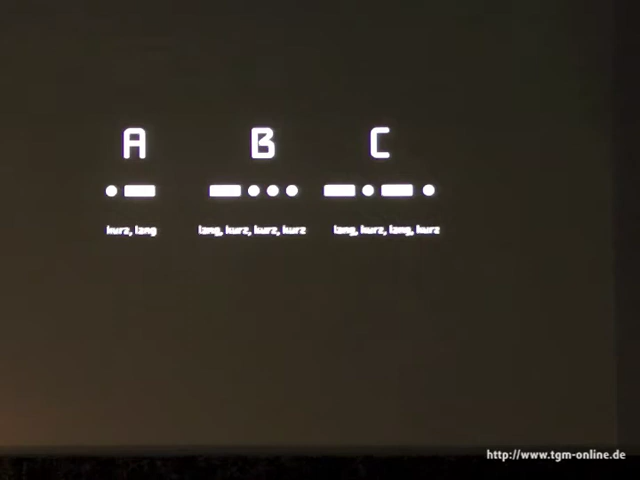 A B C
kurz, lang lang, kurz, kurz, kurz lang, kurz, lang, kurz
http://www.tgm-online.de